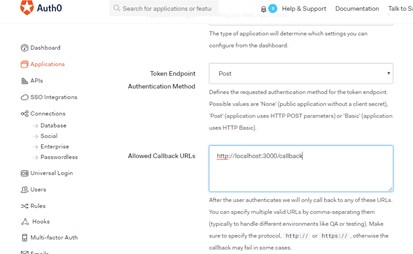 Auth0
Search for applications or featu
8
Help & Support
Documentation
Talk to Sa
Dashboard
Applications
APIs
SSO Integrations
Connections
Database
Social
Enterprise
Passwordless
Universal Login
Users
Rules
Hooks
Multi-factor Auth
Emails
The type of application will determine which settings you can
configure from the dashboard.
Token Endpoint
Authentication Method
Post
Defines the requested authentication method for the token endpoint.
Possible values are 'None' (public application without a client secret),
'Post' (application uses HTTP POST parameters) or 'Basic' (application
uses HTTP Basic).
Allowed Callback URLs
http://localhost:3000/callback
After the user authenticates we will only call back to any of these URLs.
You can specify multiple valid URLs by comma-separating them
(typically to handle different environments like QA or testing). Make
sure to specify the protocol, http:// or https://, otherwise the
callback may fail in some cases.